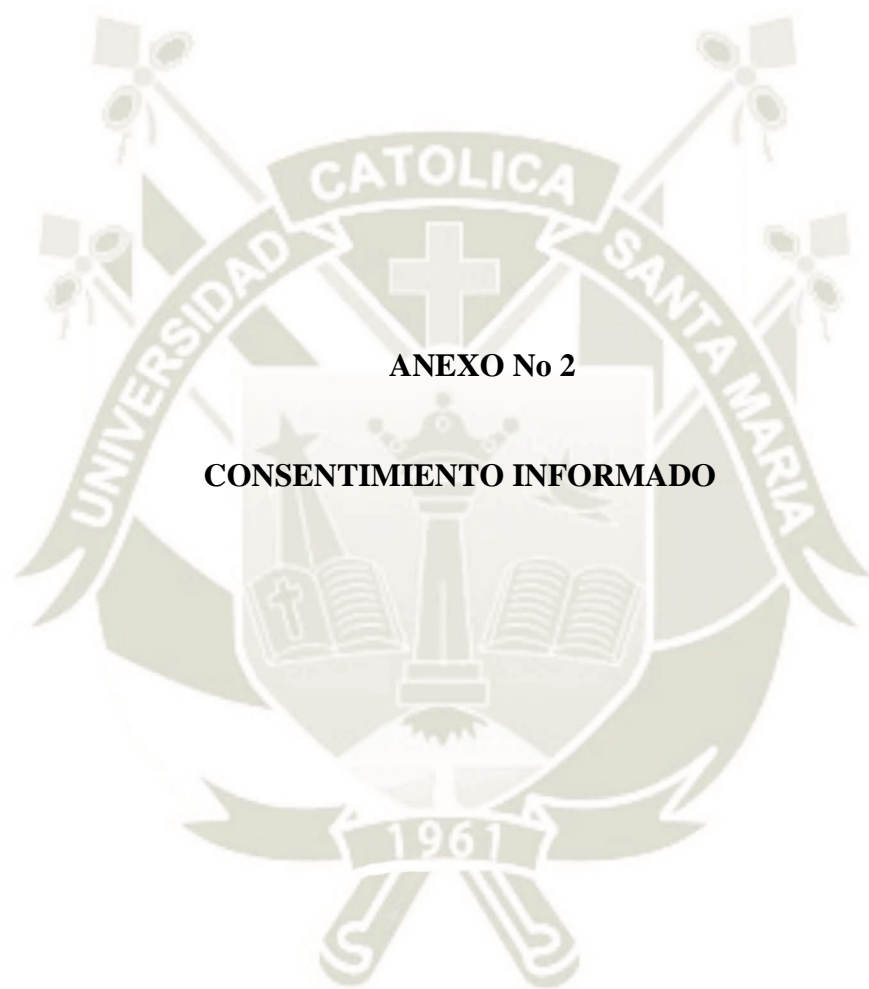 CATOLICA
UNIVERSIDAD
SANTA MARIA
ANEXO No 2
CONSENTIMIENTO INFORMADO
1961